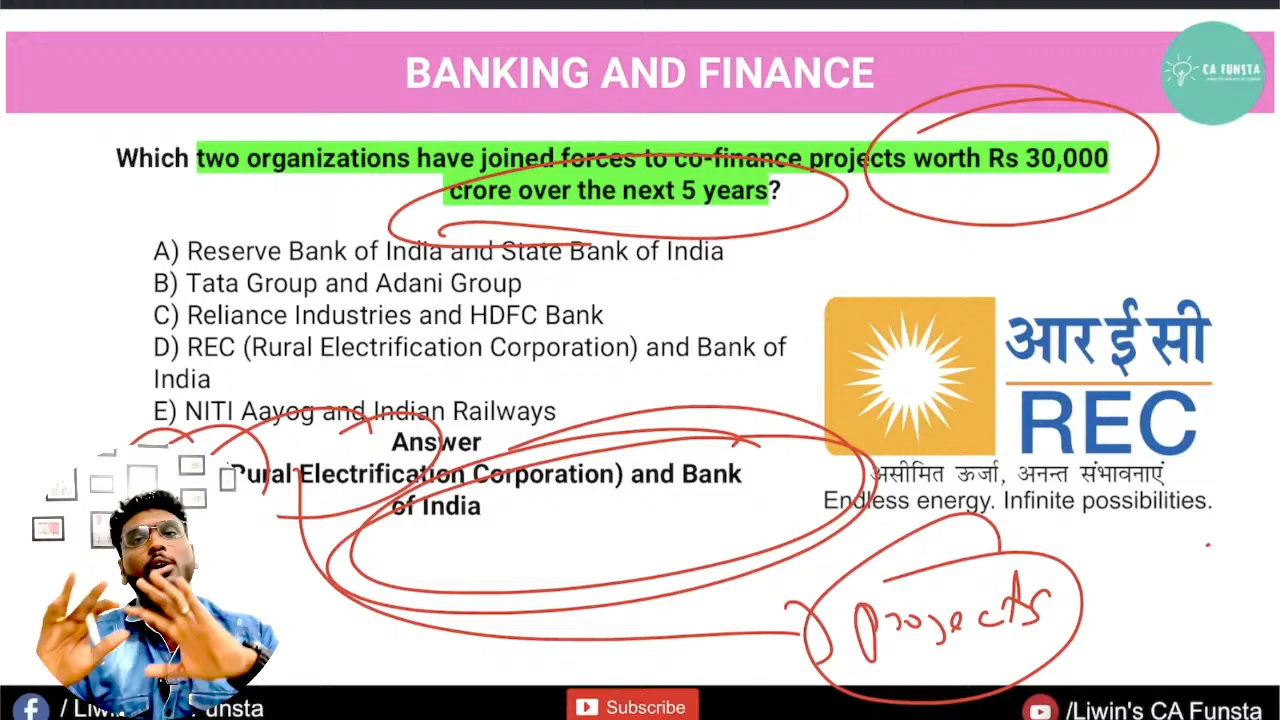 BANKING AND FINANCE
CA FUNSTA
Which two organizations have joined forces to co-finance projects worth Rs 30,000
crore over the next 5 years?
A) Reserve Bank of India and State Bank of India
B) Tata Group and Adani Group
C) Reliance Industries and HDFC Bank
D) REC (Rural Electrification Corporation) and Bank of
India
E) NITI Aayog and Indian Railways
Answer
(Rural Electrification Corporation) and Bank
of India
आर ई सी
REC
असीमित ऊर्जा, अनन्त संभावनाएं
Endless energy. Infinite possibilities.
projects
/ Liwin's Funsta
Subscribe
/Liwin's CA Funsta